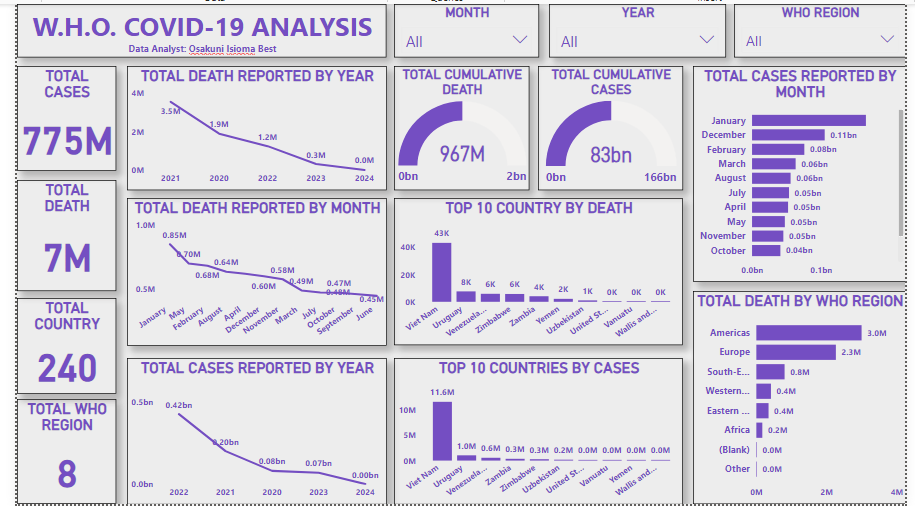 W.H.O. COVID-19 ANALYSIS
Data Analyst: Osakuni Isioma Best
MONTH
All
YEAR
All
WHO REGION
All
TOTAL
CASES
775M
TOTAL
DEATH
7M
TOTAL
COUNTRY
240
TOTAL WHO
REGION
8
TOTAL DEATH REPORTED BY YEAR
4M
2M
0M
3.5M
1.9M
1.2M
0.3M
0.0M
2021
2020
2022
2023
2024
TOTAL CUMULATIVE
DEATH
967M
0bn
2bn
TOTAL CUMULATIVE
CASES
83bn
0bn
166bn
TOTAL CASES REPORTED BY
MONTH
January
December 0.11bn
February 0.08bn
March 0.06bn
August 0.06bn
July 0.05bn
April 0.05bn
May 0.05bn
November 0.05bn
October 0.04bn
0.0bn 0.1bn
TOTAL DEATH REPORTED BY MONTH
1.0M
0.5M
0.85M
0.70M
0.68M
0.64M
0.60M
0.58M
0.49M
0.48M
0.47M
0.45M
January
May
February
August
April
December
November
March
July
October
September
June
TOP 10 COUNTRY BY DEATH
40K
20K
0K
43K
8K
6K
6K
4K
2K
1K
0K
0K
0K
Viet Nam
Uruguay
Venezuela...
Zimbabwe
Zambia
Yemen
Uzbekistan
United St...
Vanuatu
Wallis and...
TOTAL DEATH BY WHO REGION
Americas 3.0M
Europe 2.3M
South-E... 0.8M
Western... 0.4M
Eastern ... 0.4M
Africa 0.2M
(Blank) 0.0M
Other 0.0M
0M 2M 4M
TOTAL CASES REPORTED BY YEAR
0.5bn
0.0bn
0.42bn
0.20bn
0.08bn
0.07bn
0.00bn
2022
2021
2020
2023
2024
TOP 10 COUNTRIES BY CASES
10M
5M
0M
11.6M
1.0M
0.6M
0.3M
0.3M
0.2M
0.0M
0.0M
0.0M
0.0M
Viet Nam
Uruguay
Venezuela...
Zambia
Zimbabwe
Uzbekistan
United St...
Vanuatu
Yemen
Wallis and...